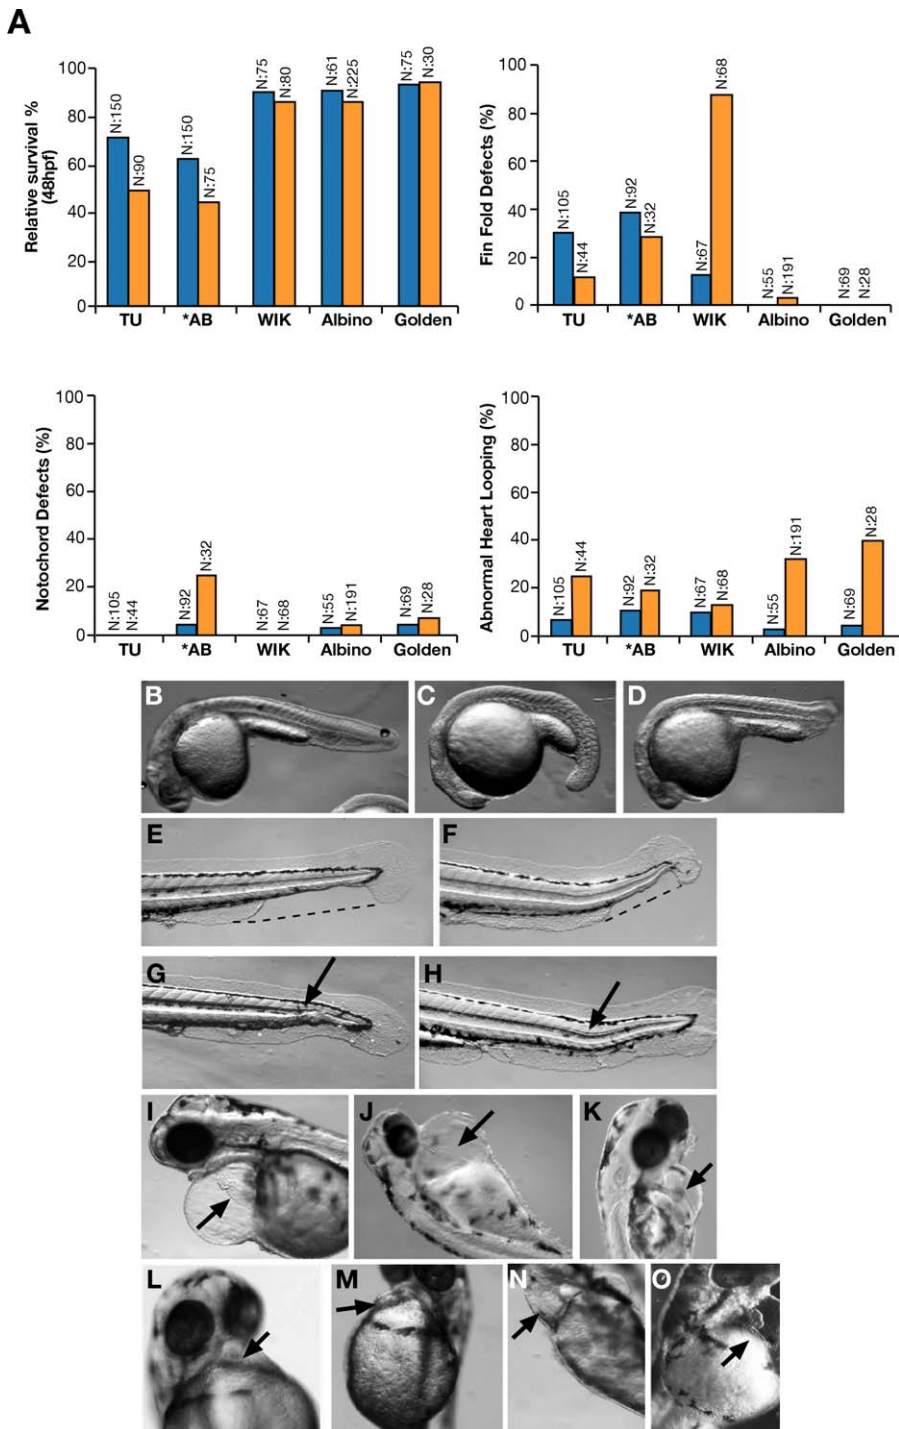 A
Relative survival %
(48hpf)
100
80
60
40
20
0
N:150
N:90
N:150
N:75
N:75
N:80
N:61
N:225
N:75
N:30
TU
*AB
WIK
Albino
Golden
Fin Fold Defects (%)
100
80
60
40
20
0
N:105
N:44
N:92
N:32
N:67
N:68
N:55
N:191
N:69
N:28
TU
*AB
WIK
Albino
Golden
Notochord Defects (%)
100
80
60
40
20
0
N:105
N:44
N:92
N:32
N:67
N:68
N:55
N:191
N:69
N:28
TU
*AB
WIK
Albino
Golden
Abnormal Heart Looping (%)
100
80
60
40
20
0
N:105
N:44
N:92
N:32
N:67
N:68
N:55
N:191
N:69
N:28
TU
*AB
WIK
Albino
Golden
B
C
D
E
F
G
H
I
J
K
L
M
N
O